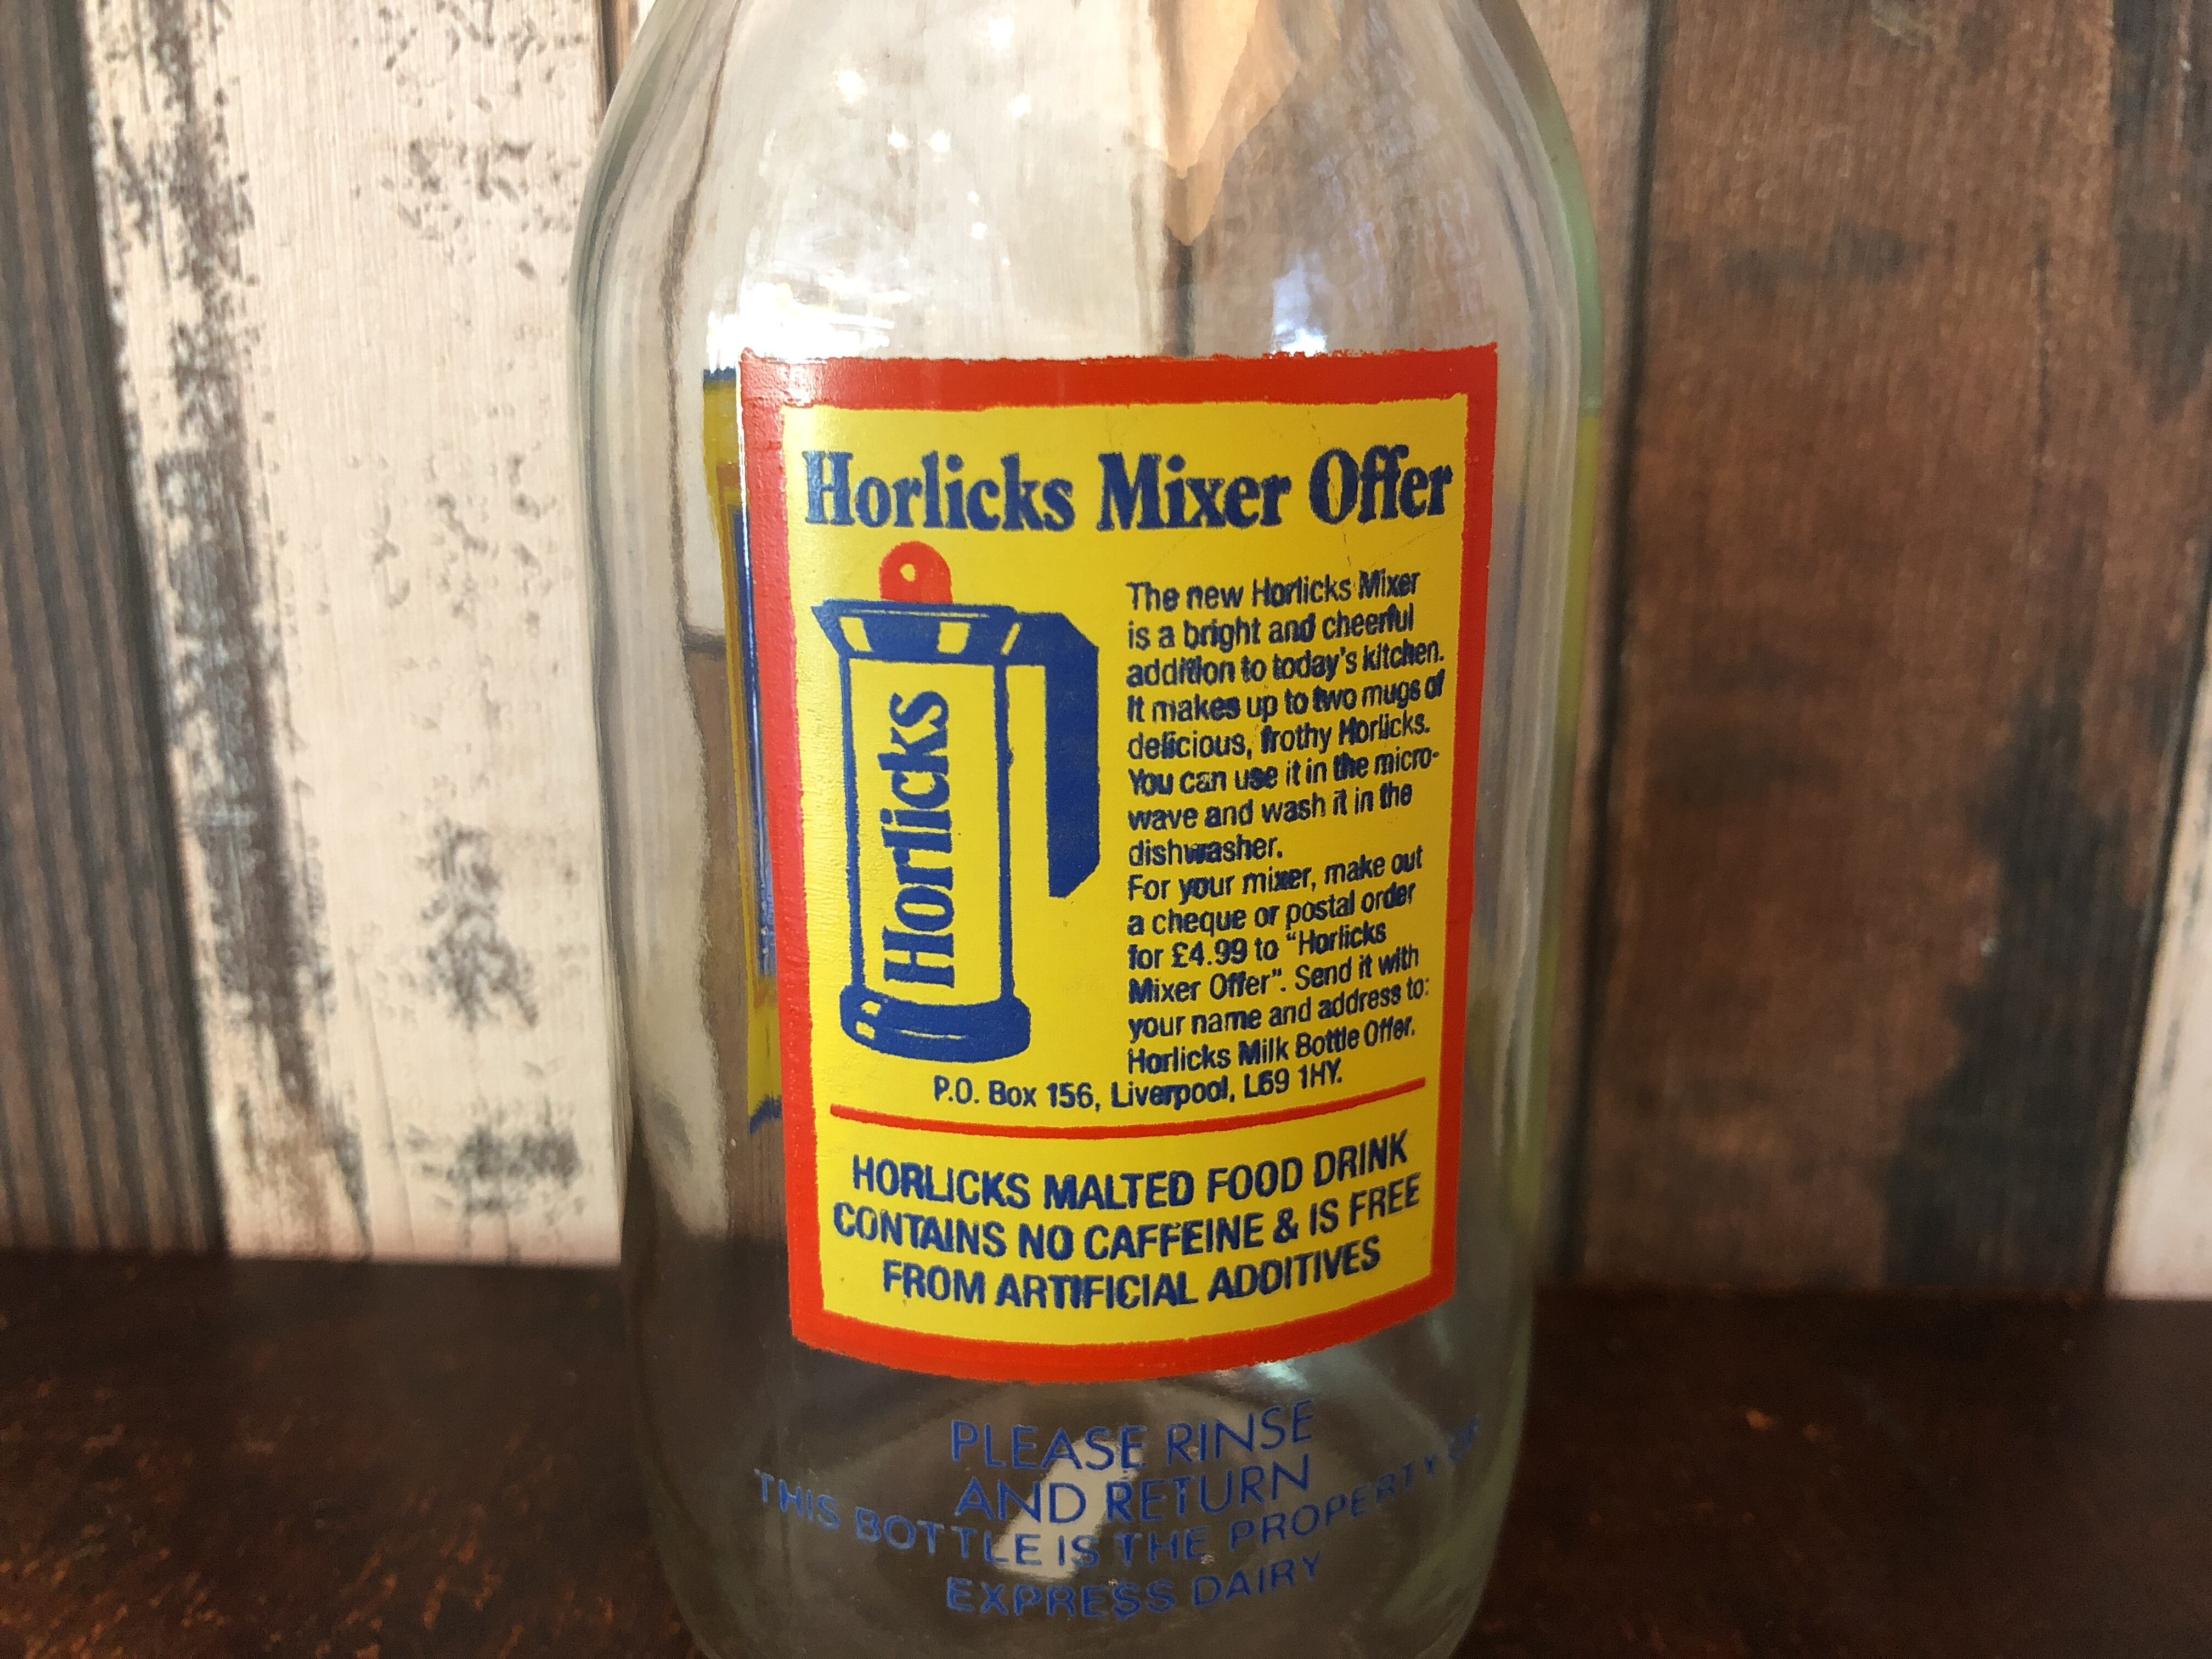 Horlicks Mixer Offer
Horlicks
The new Horlicks Mixer
is a bright and cheerful
addition to today's kitchen.
It makes up to two mugs of
delicious, frothy Horlicks.
You can use it in the micro-
wave and wash it in the
dishwasher.
For your mixer, make out
a cheque or postal order
for £4.99 to "Horlicks
Mixer Offer". Send it with
your name and address to:
Horlicks Milk Bottle Offer.
P.O. Box 156, Liverpool, L69 1HY.
HORLICKS MALTED FOOD DRINK
CONTAINS NO CAFFEINE & IS FREE
FROM ARTIFICIAL ADDITIVES
PLEASE RINSE
AND RETURN
THIS BOTTLE IS THE PROPERTY OF
EXPRESS DAIRY